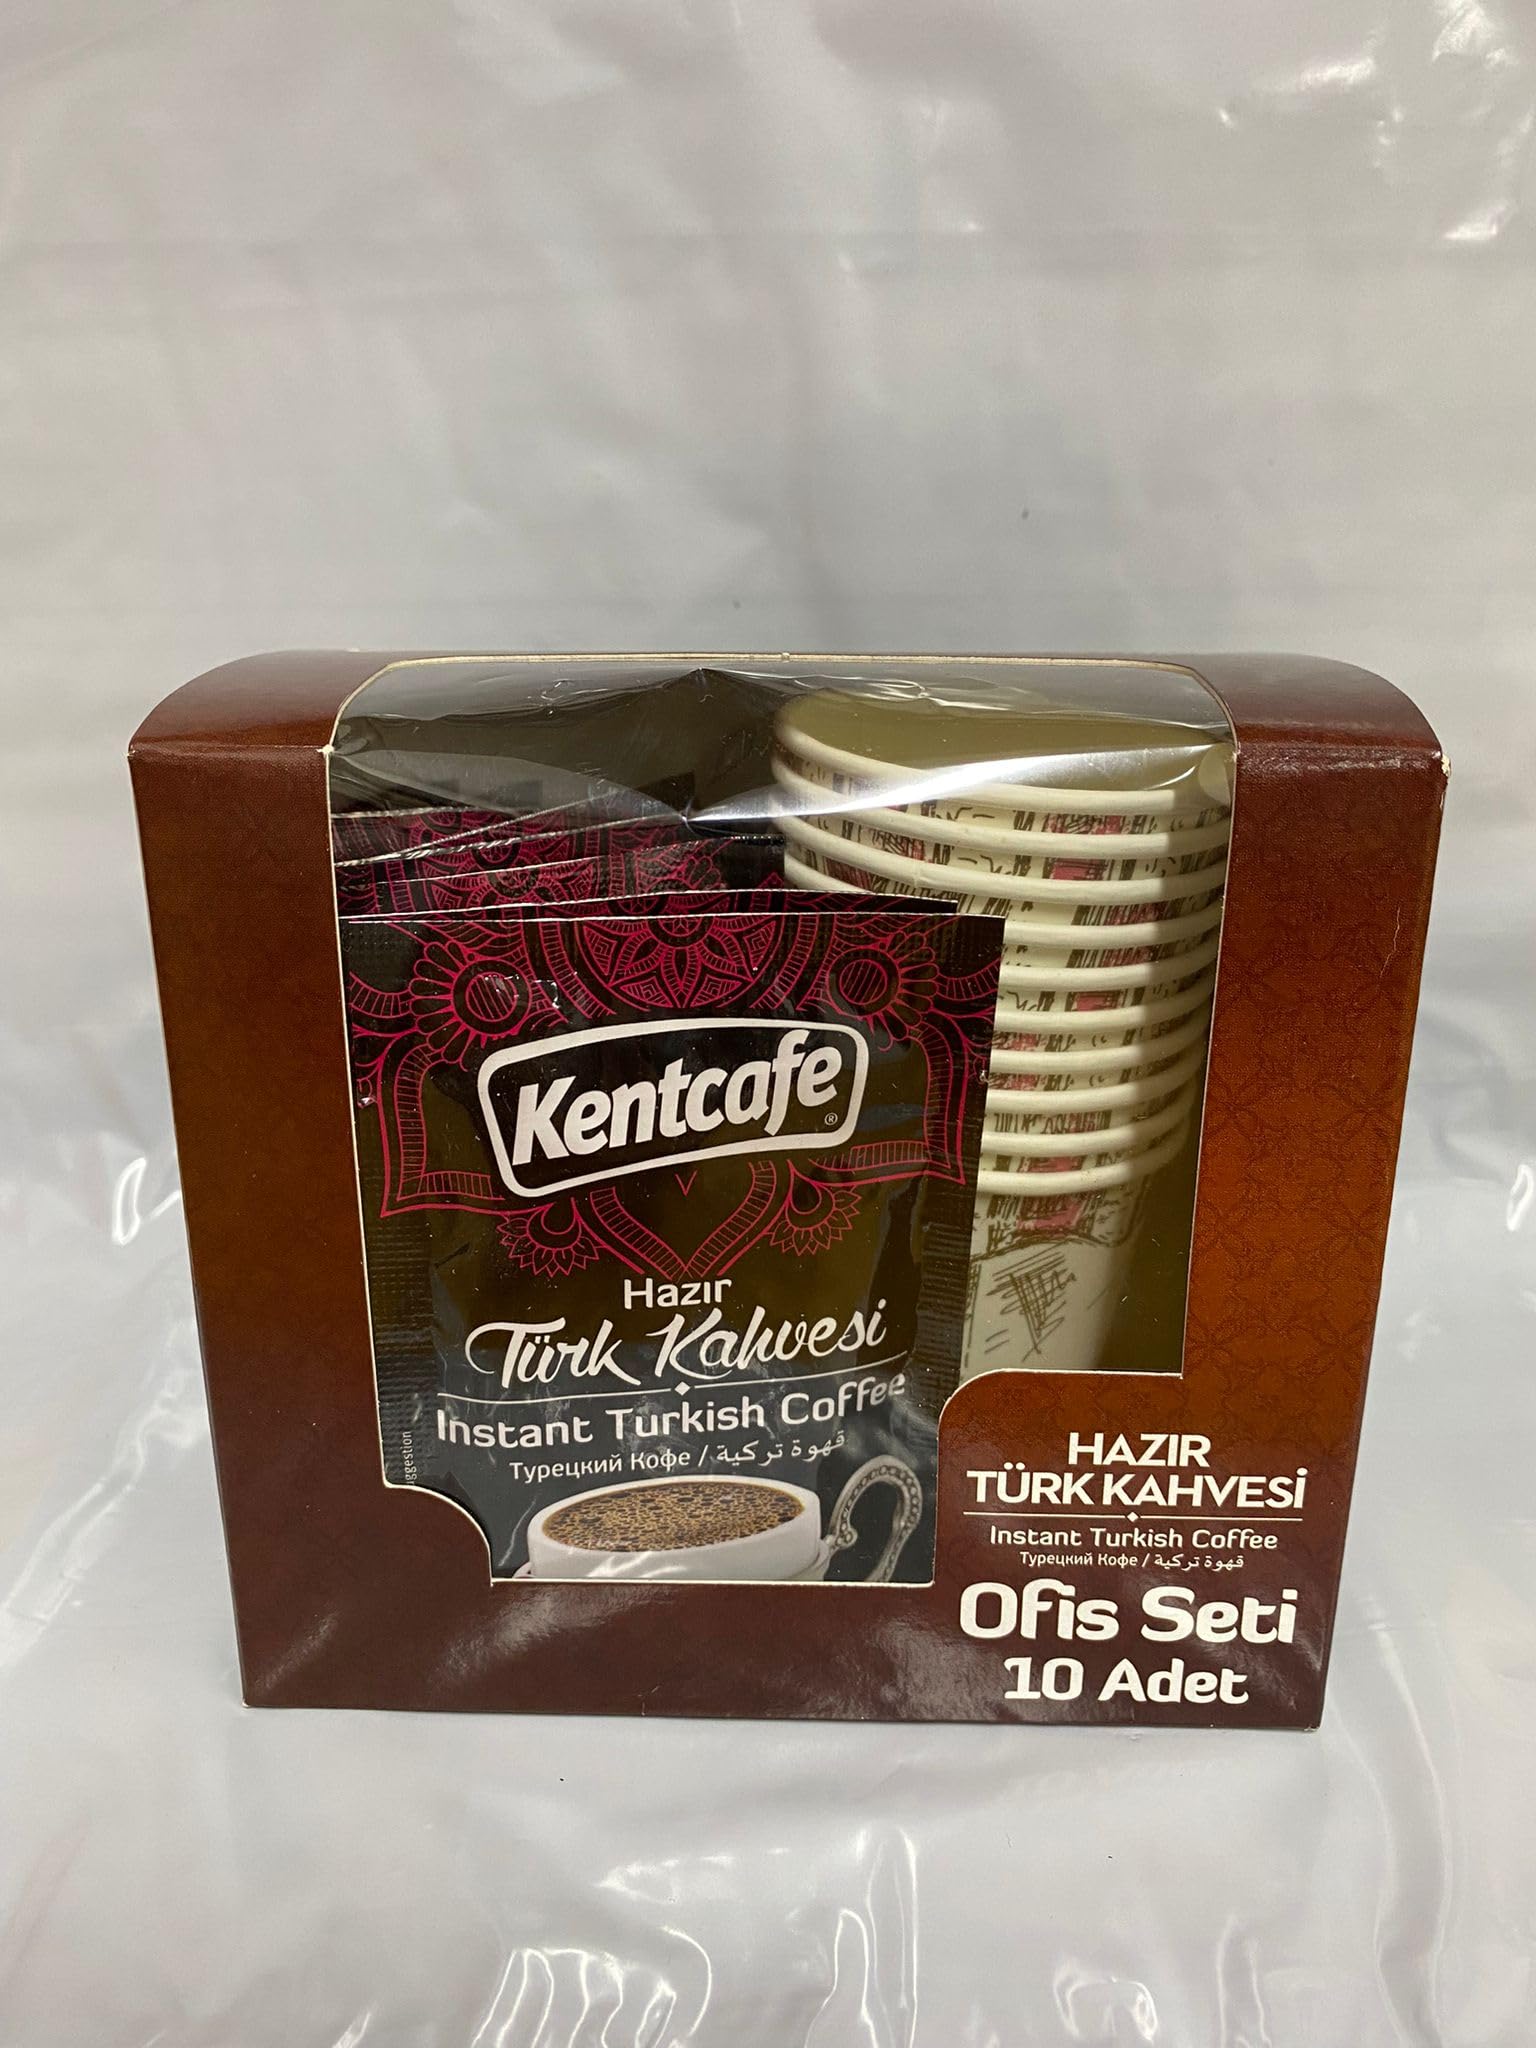 Kentcafe
®
Hazır
Türk Kahvesi
Instant Turkish Coffee
Турецкий Кофе / قهوة تركية
HAZIR
TÜRK KAHVESİ
Instant Turkish Coffee
Турецкий Кофе / قهوة تركية
Ofis Seti
10 Adet